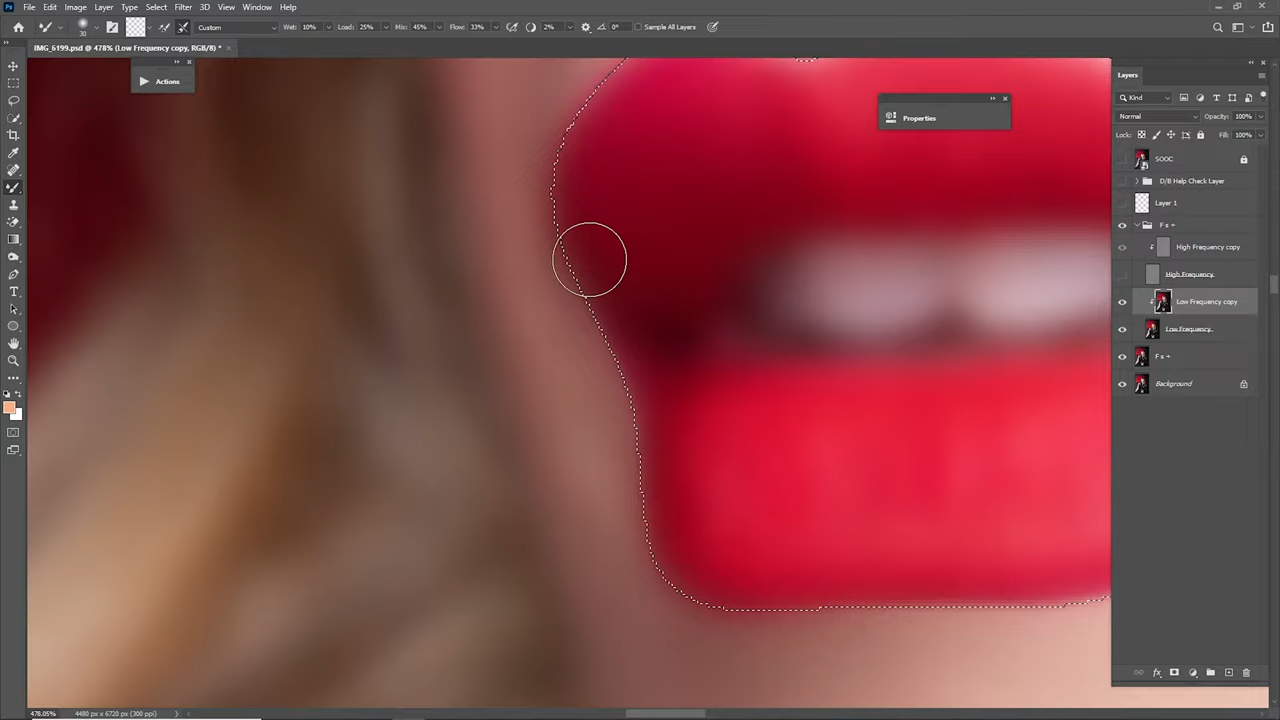 Ps File Edit Image Layer Type Select Filter 3D View Window Help
30 Custom Wet: 10% Load: 25% Mix: 45% Flow: 33% 2% 0° Sample All Layers
IMG_6199.psd @ 478% (Low Frequency copy, RGB/8) * ×
Actions
Properties
Layers
Kind
Normal Opacity: 100%
Lock: Fill: 100%
SOOC
D/B Help Check Layer
Layer 1
F s +
High Frequency copy
High Frequency
Low Frequency copy
Low Frequency
F s +
Background
fx
478.05% 4480 px x 6720 px (300 ppi)